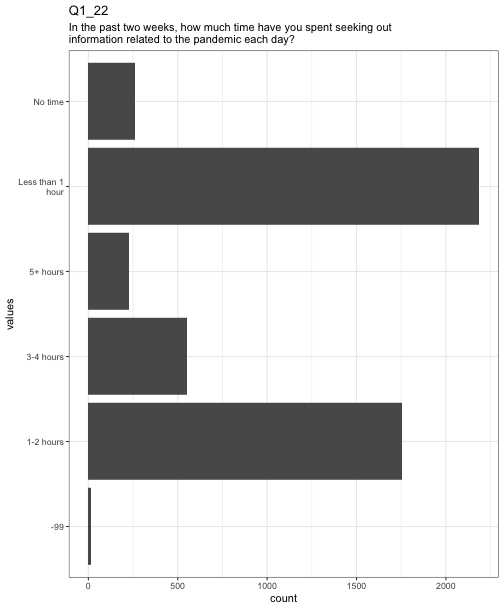 Q1_22
In the past two weeks, how much time have you spent seeking out
information related to the pandemic each day?
No time
Less than 1
hour
5+ hours
values
3-4 hours
1-2 hours
-99
0 500 1000 1500 2000
count